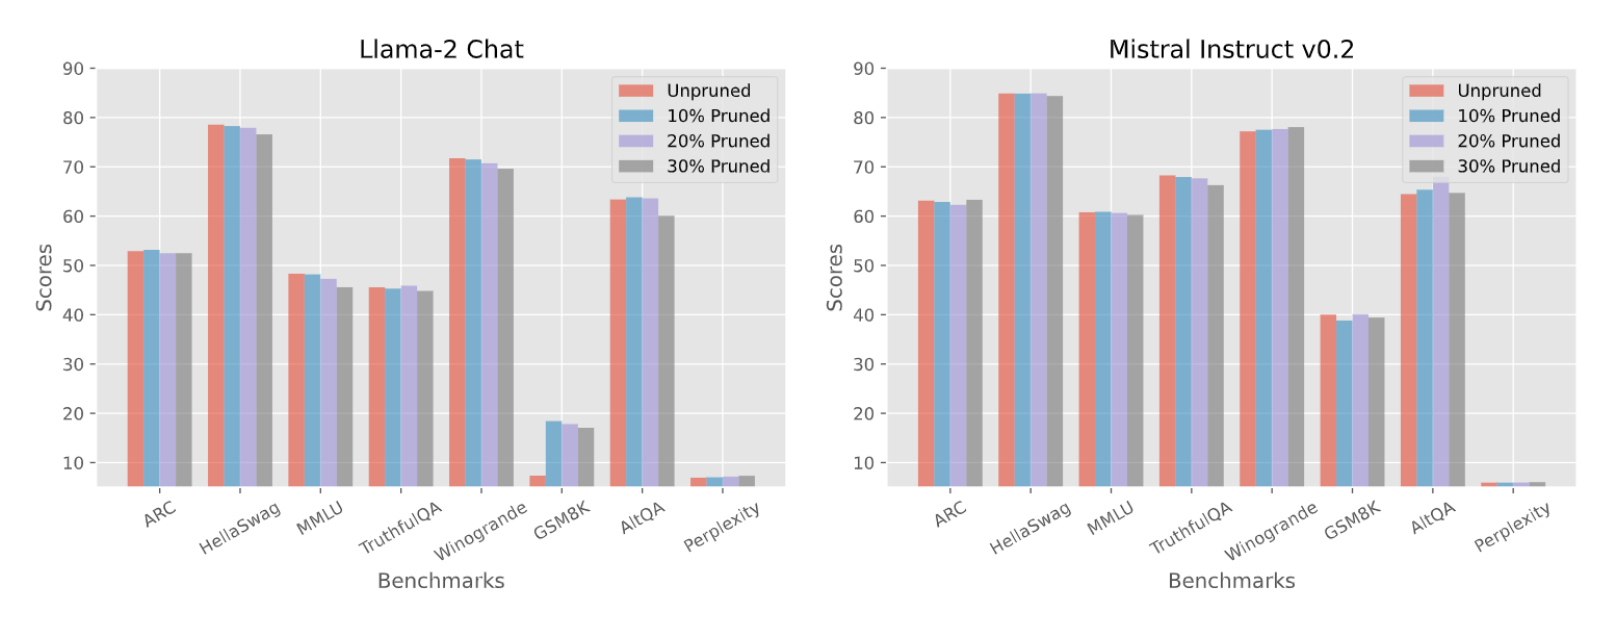 Llama-2 Chat
90
80
70
60
50
40
30
20
10
Scores
Unpruned
10% Pruned
20% Pruned
30% Pruned
ARC
HellaSwag
MMLU
TruthfulQA
Winogrande
GSM8K
AltQA
Perplexity
Benchmarks
Mistral Instruct v0.2
90
80
70
60
50
40
30
20
10
Scores
Unpruned
10% Pruned
20% Pruned
30% Pruned
ARC
HellaSwag
MMLU
TruthfulQA
Winogrande
GSM8K
AltQA
Perplexity
Benchmarks